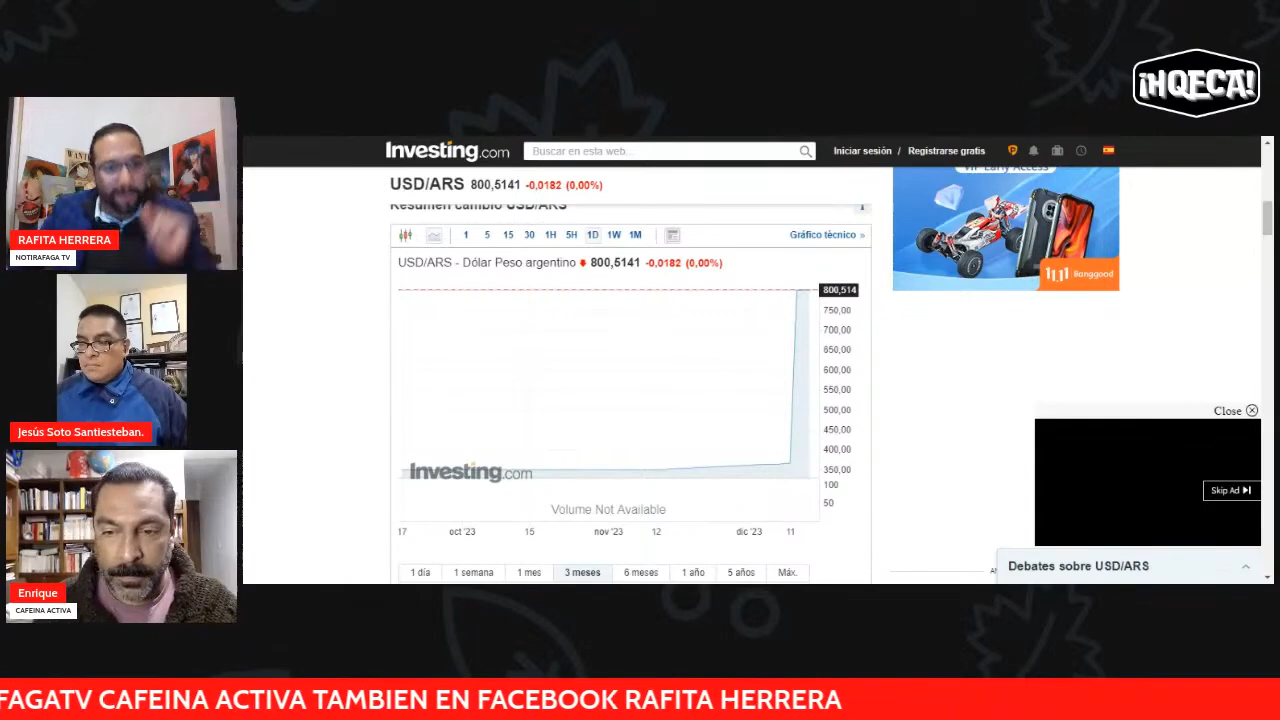 ¡HQECA!
WANTE
RAFITA HERRERA
NOTIRAFAGA TV
Jesús Soto Santiesteban.
Enrique
CAFEINA ACTIVA
Investing.com
Buscar en esta web...
Iniciar sesión / Registrarse gratis
USD/ARS 800,5141 -0,0182 (0,00%)
Resumen cambio USD/ARS
1 5 15 30 1H 5H 1D 1W 1M
Gráfico técnico »
USD/ARS - Dólar Peso argentino 800,5141 -0,0182 (0,00%)
800,514
750,00
700,00
650,00
600,00
550,00
500,00
450,00
400,00
350,00
100
50
Investing.com
Volume Not Available
17 oct '23 15 nov '23 12 dic '23 11
1 día 1 semana 1 mes 3 meses 6 meses 1 año 5 años Máx.
VIP Early Access
11.11 Banggood
Close
Skip Ad
Debates sobre USD/ARS
FAGATV CAFEINA ACTIVA TAMBIEN EN FACEBOOK RAFITA HERRERA